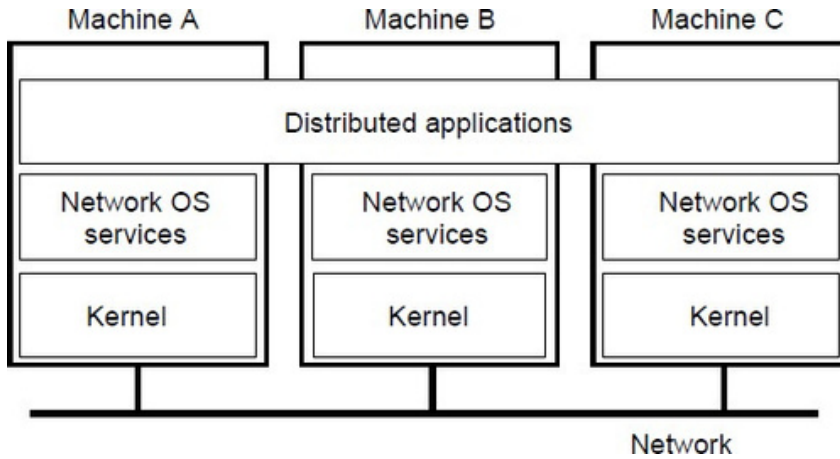 Machine A
Machine B
Machine C
Distributed applications
Network OS
services
Network OS
services
Network OS
services
Kernel
Kernel
Kernel
Network